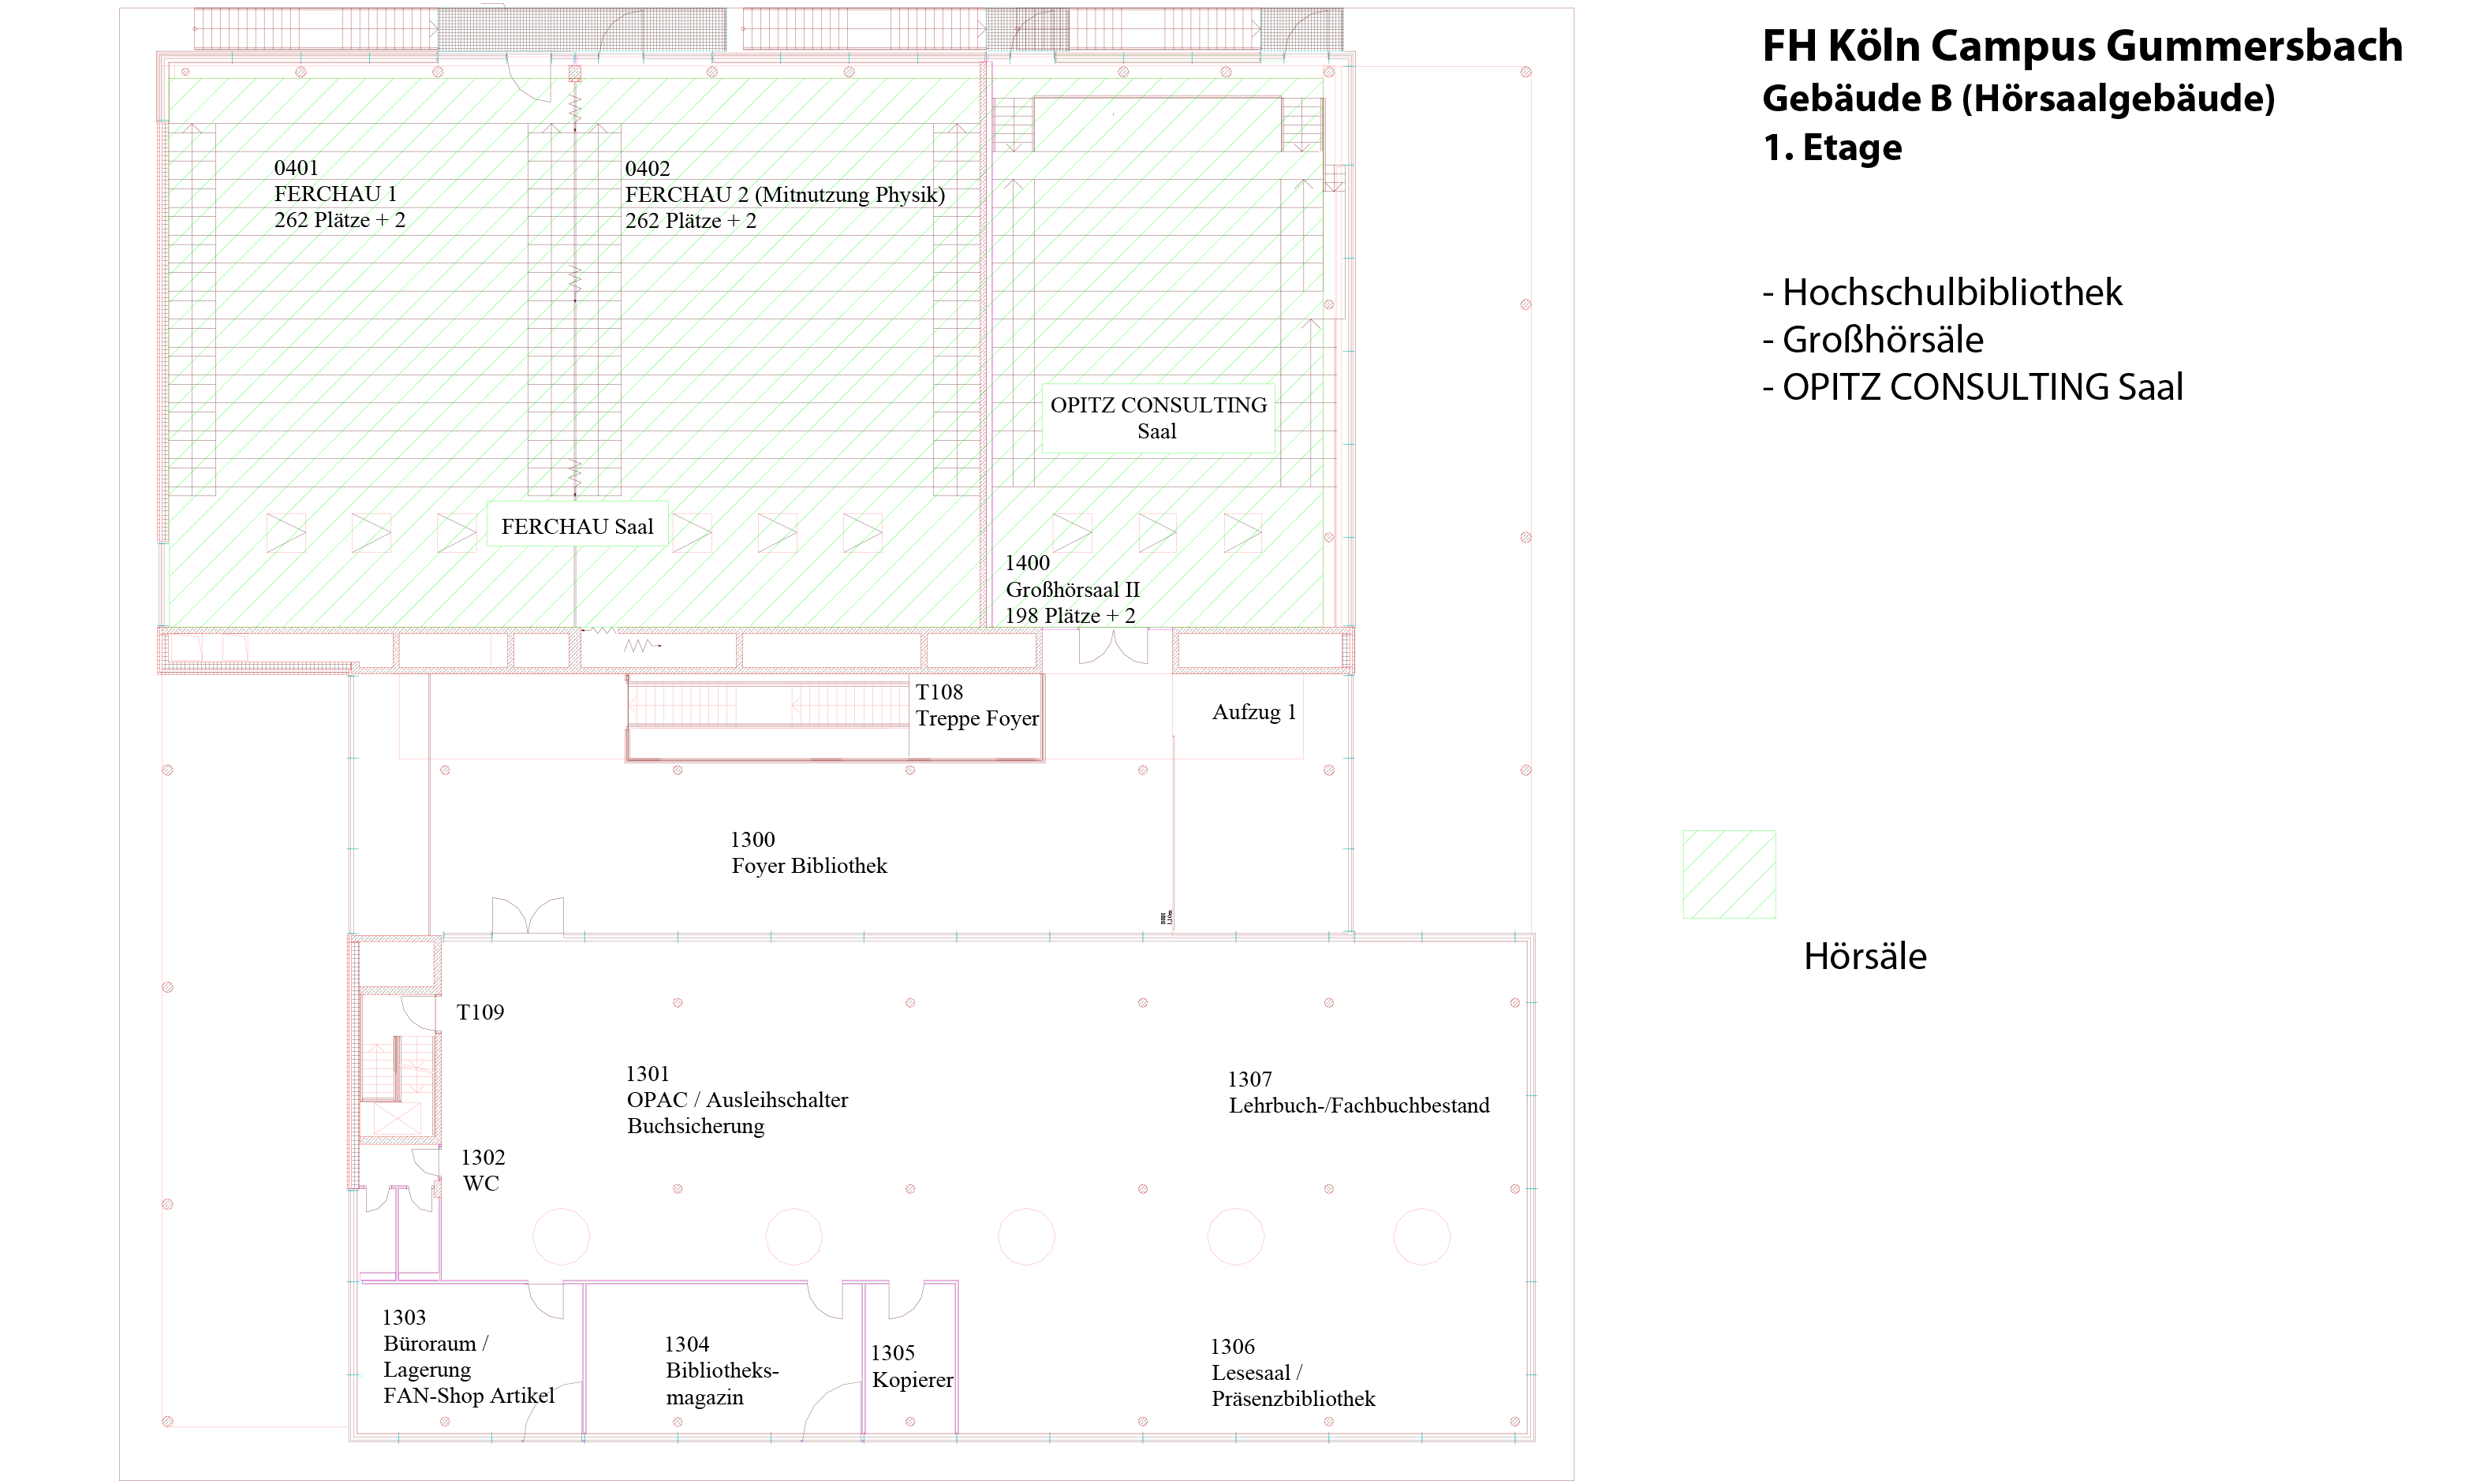 FH Köln Campus Gummersbach
Gebäude B (Hörsaalgebäude)
1. Etage
- Hochschulbibliothek
- Großhörsäle
- OPITZ CONSULTING Saal
0401
FERCHAU 1
262 Plätze + 2
0402
FERCHAU 2 (Mitnutzung Physik)
262 Plätze + 2
OPITZ CONSULTING
Saal
FERCHAU Saal
1400
Großhörsaal II
198 Plätze + 2
T108
Treppe Foyer
Aufzug 1
1300
Foyer Bibliothek
BRH
1,10m
Hörsäle
T109
1301
OPAC / Ausleihschalter
Buchsicherung
1307
Lehrbuch-/Fachbuchbestand
1302
WC
1303
Büroraum /
Lagerung
FAN-Shop Artikel
1304
Bibliotheks-
magazin
1305
Kopierer
1306
Lesesaal /
Präsenzbibliothek